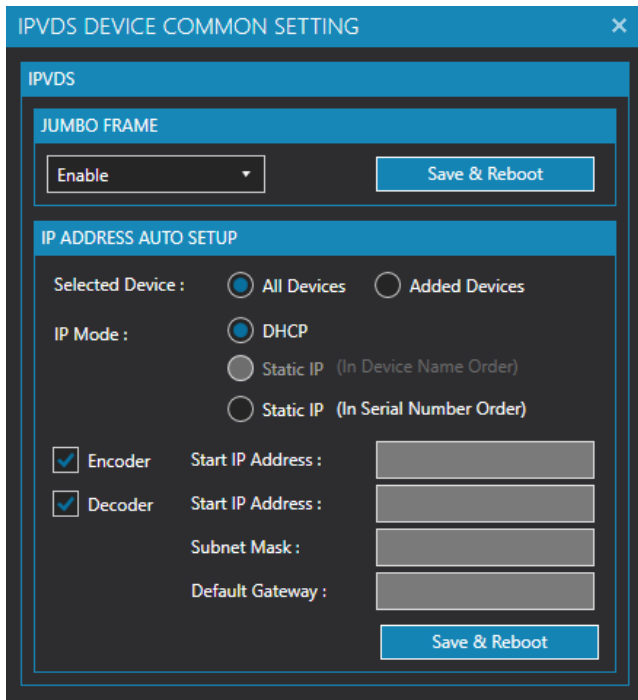 IPVDS DEVICE COMMON SETTING
IPVDS
JUMBO FRAME
Enable Save & Reboot
IP ADDRESS AUTO SETUP
Selected Device : All Devices Added Devices
IP Mode : DHCP
Static IP (In Device Name Order)
Static IP (In Serial Number Order)
Encoder Start IP Address :
Decoder Start IP Address :
Subnet Mask :
Default Gateway :
Save & Reboot